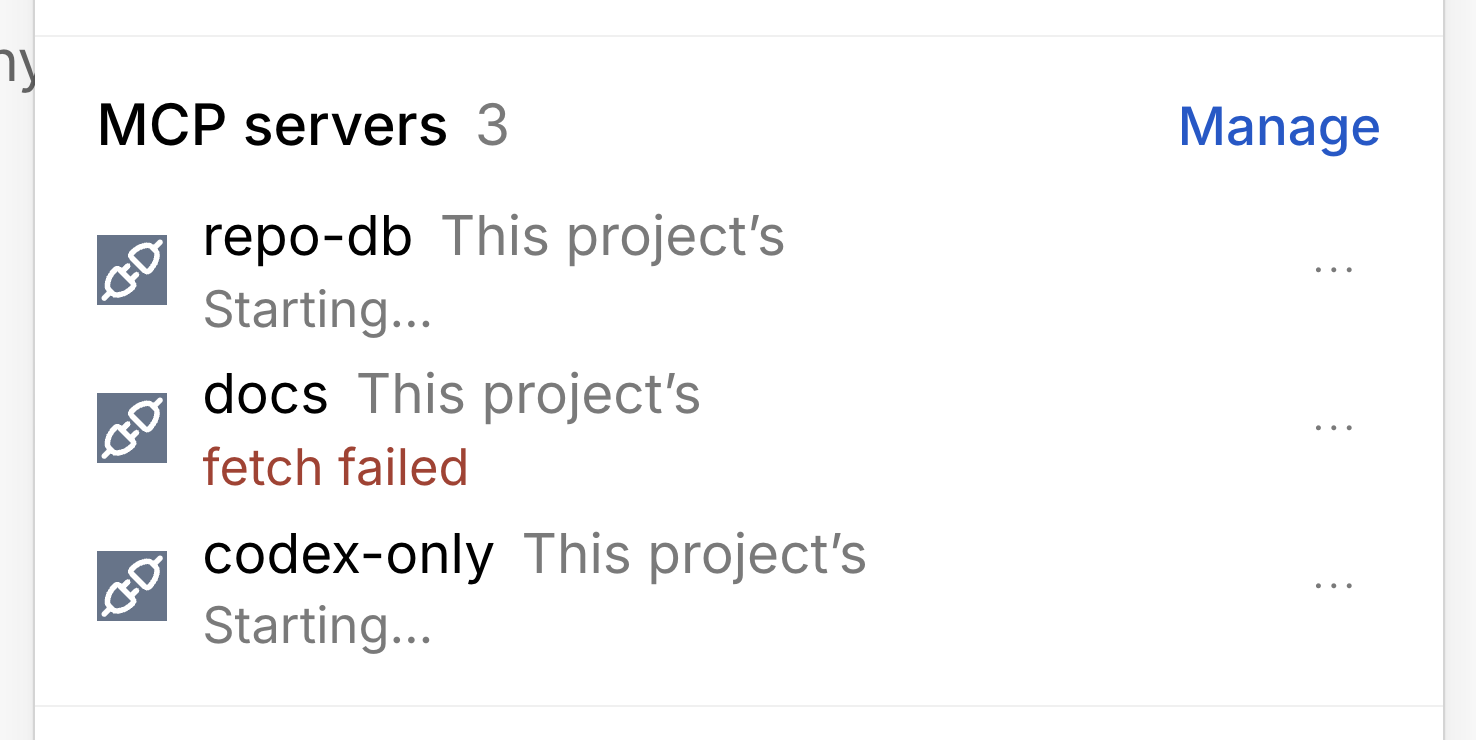 MCP servers 3 Manage
repo-db This project’s
Starting...
...
docs This project’s
fetch failed
...
codex-only This project’s
Starting...
...